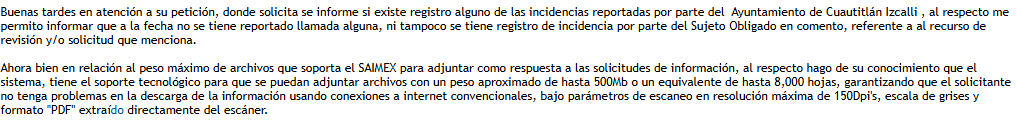 Buenas tardes en atención a su petición, donde solicita se informe si existe registro alguno de las incidencias reportadas por parte del  Ayuntamiento de Cuautitlán Izcalli , al respecto me
permito informar que a la fecha no se tiene reportado llamada alguna, ni tampoco se tiene registro de incidencia por parte del Sujeto Obligado en comento, referente a al recurso de
revisión y/o solicitud que menciona.

Ahora bien en relación al peso máximo de archivos que soporta el SAIMEX para adjuntar como respuesta a las solicitudes de información, al respecto hago de su conocimiento que el
sistema, tiene el soporte tecnológico para que se puedan adjuntar archivos con un peso aproximado de hasta 500Mb o un equivalente de hasta 8,000 hojas, garantizando que el solicitante
no tenga problemas en la descarga de la información usando conexiones a internet convencionales, bajo parámetros de escaneo en resolución máxima de 150Dpi's, escala de grises y
formato "PDF" extraído directamente del escáner.